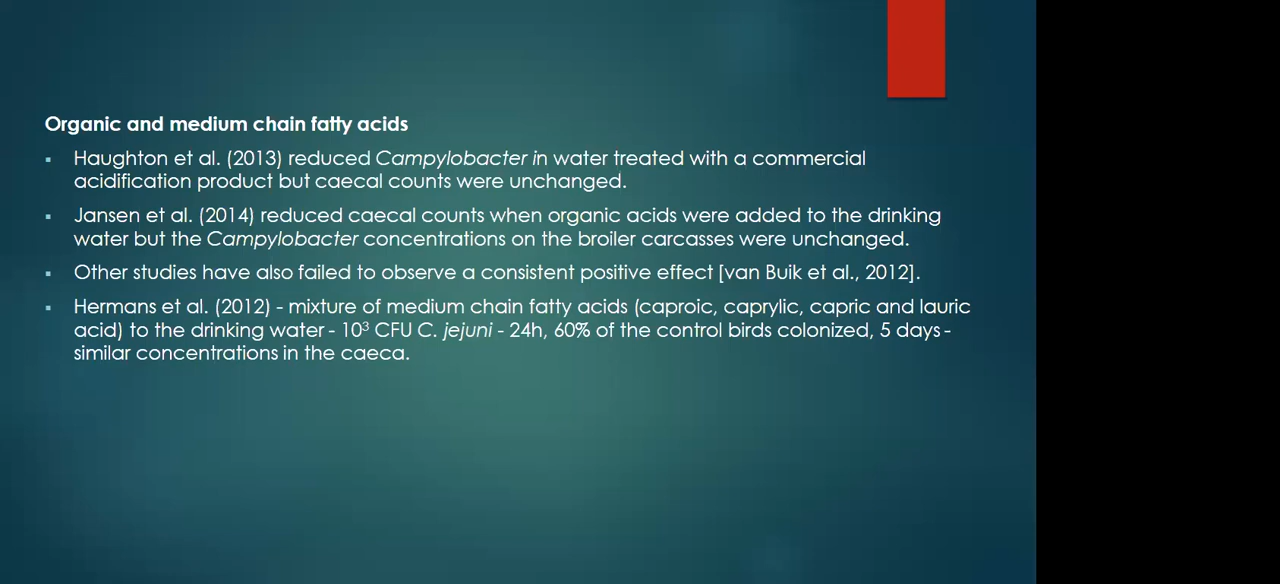 Organic and medium chain fatty acids
▪ Haughton et al. (2013) reduced Campylobacter in water treated with a commercial
acidification product but caecal counts were unchanged.
▪ Jansen et al. (2014) reduced caecal counts when organic acids were added to the drinking
water but the Campylobacter concentrations on the broiler carcasses were unchanged.
▪ Other studies have also failed to observe a consistent positive effect [van Buik et al., 2012].
▪ Hermans et al. (2012) - mixture of medium chain fatty acids (caproic, caprylic, capric and lauric
acid) to the drinking water - 10³ CFU C. jejuni - 24h, 60% of the control birds colonized, 5 days -
similar concentrations in the caeca.